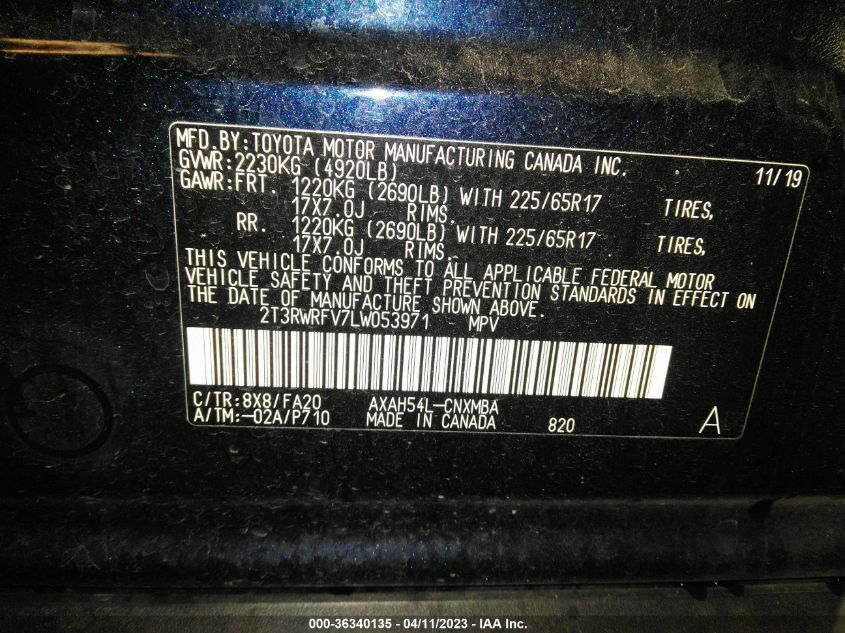 MFD.BY:TOYOTA MOTOR MANUFACTURING CANADA INC. 11/19
GVWR:2230KG (4920LB)
GAWR:FRT. 1220KG (2690LB) WITH 225/65R17 TIRES,
17X7.0J RIMS,
RR. 1220KG (2690LB) WITH 225/65R17 TIRES,
17X7.0J RIMS.
THIS VEHICLE CONFORMS TO ALL APPLICABLE FEDERAL MOTOR
VEHICLE SAFETY AND THEFT PREVENTION STANDARDS IN EFFECT ON
THE DATE OF MANUFACTURE SHOWN ABOVE.
2T3RWRFV7LW053971 MPV
C/TR:8X8/FA20 AXAH54L-CNXMBA
A/TM:-02A/P710 MADE IN CANADA 820 A
000-36340135 - 04/11/2023 - IAA Inc.